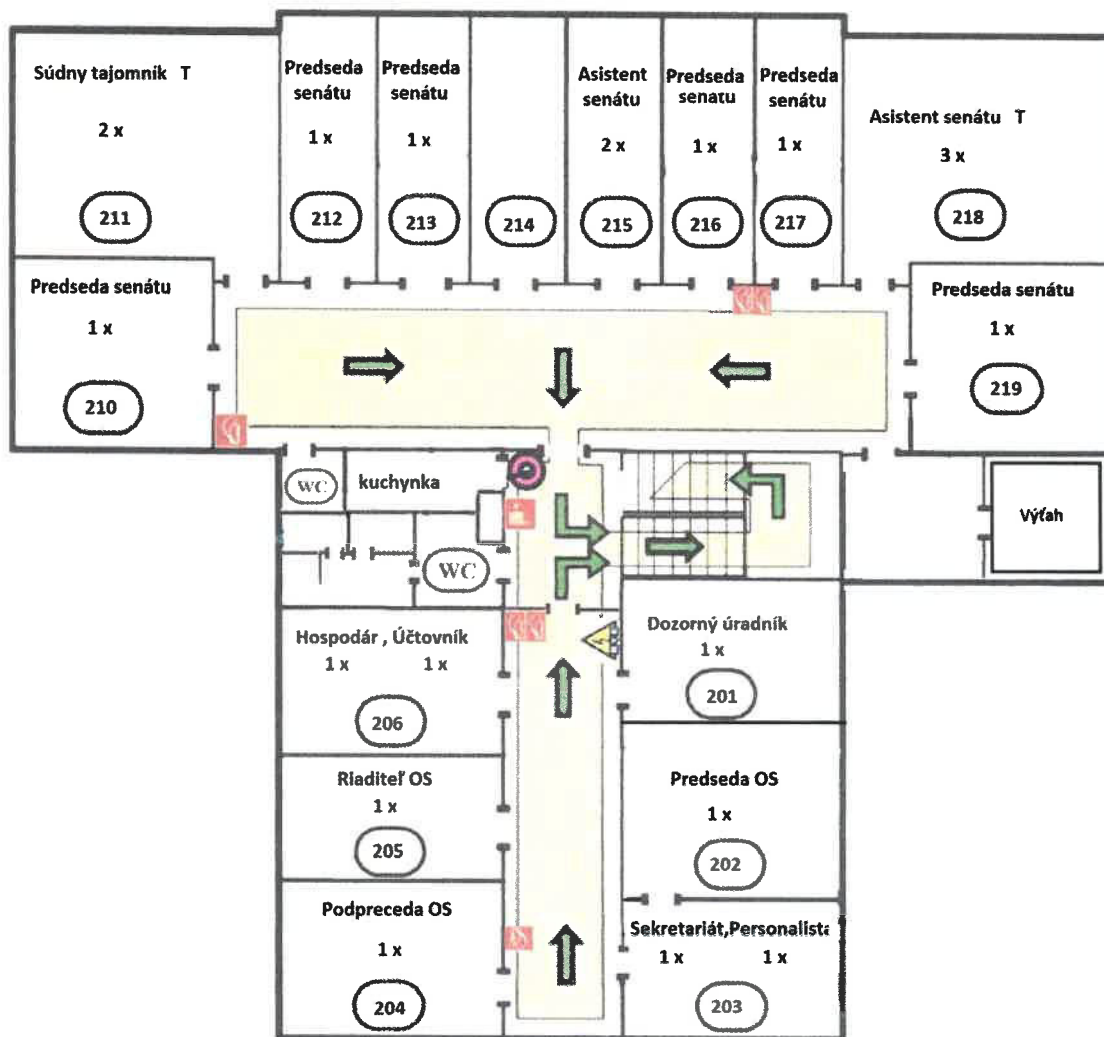 Súdny tajomník T
2 x
211
Predseda
senátu
1 x
212
Predseda
senátu
1 x
213
214
Asistent
senátu
2 x
215
Predseda
senatu
1 x
216
Predseda
senátu
1 x
217
Asistent senátu T
3 x
218
Predseda senátu
1 x
210
Predseda senátu
1 x
219
WC
kuchynka
Výťah
WC
Hospodár , Účtovník
1 x 1 x
206
Dozorný úradník
1 x
201
Riaditeľ OS
1 x
205
Predseda OS
1 x
202
Podpreceda OS
1 x
204
Sekretariát,Personalista
1 x 1 x
203